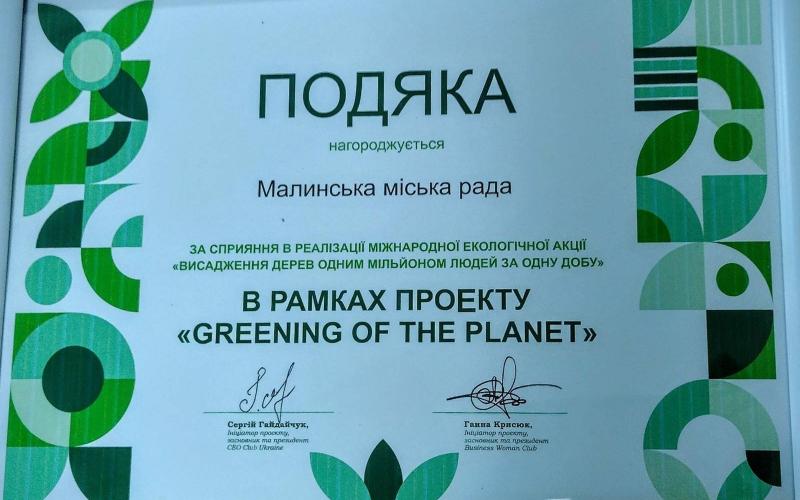 ПОДЯКА
нагороджується
Малинська міська рада
ЗА СПРИЯННЯ В РЕАЛІЗАЦІЇ МІЖНАРОДНОЇ ЕКОЛОГІЧНОЇ АКЦІЇ
«ВИСАДЖЕННЯ ДЕРЕВ ОДНИМ МІЛЬЙОНОМ ЛЮДЕЙ ЗА ОДНУ ДОБУ»
В РАМКАХ ПРОЕКТУ
«GREENING OF THE PLANET»
Сергій Гайдайчук,
Ініціатор проекту,
засновник та президент
CEO Club Ukraine
Ганна Крисюк,
Ініціатор проекту,
засновник та президент
Business Woman Club